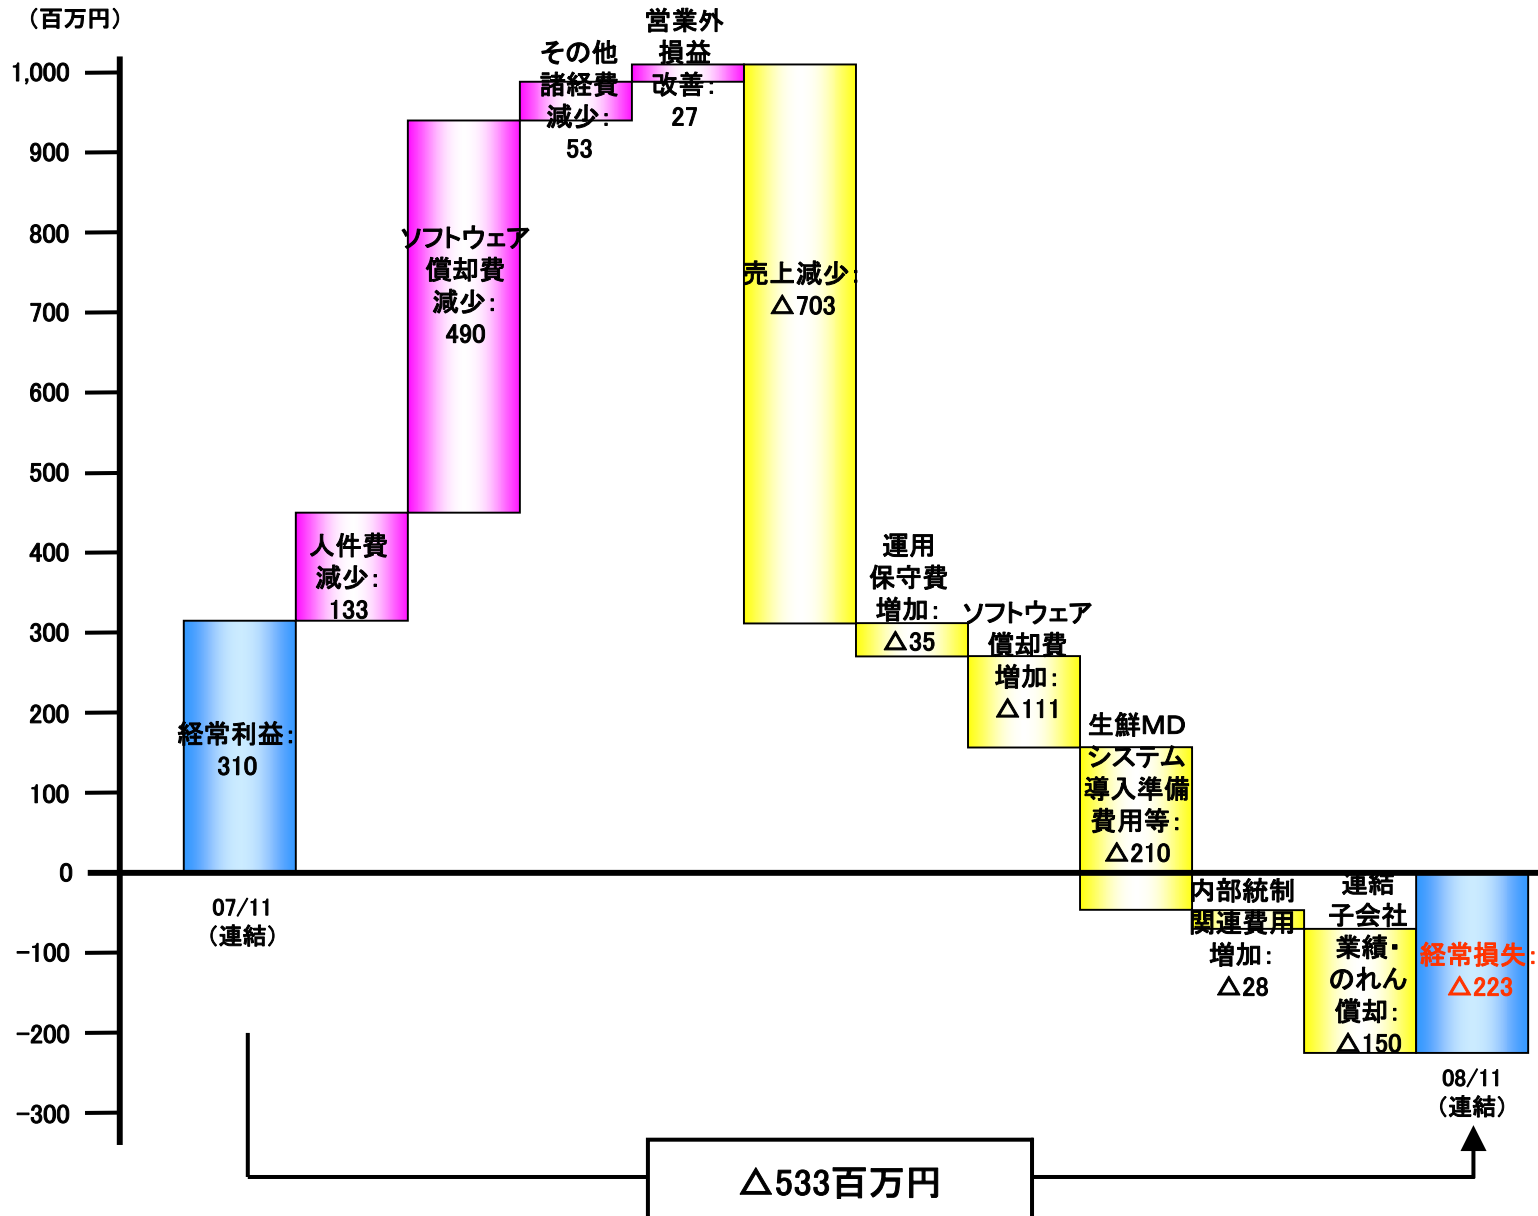 （百万円）
1,000
900
800
700
600
500
400
300
200
100
0
-100
-200
-300
経常利益：
310
07/11
（連結）
人件費
減少：
133
ソフトウェア
償却費
減少：
490
その他
諸経費
減少：
53
営業外
損益
改善：
27
売上減少：
△703
運用
保守費
増加：
△35
ソフトウェア
償却費
増加：
△111
生鮮MD
システム
導入準備
費用等：
△210
内部統制
関連費用
増加：
△28
連結
子会社
業績・
のれん
償却：
△150
経常損失：
△223
08/11
（連結）
△533百万円